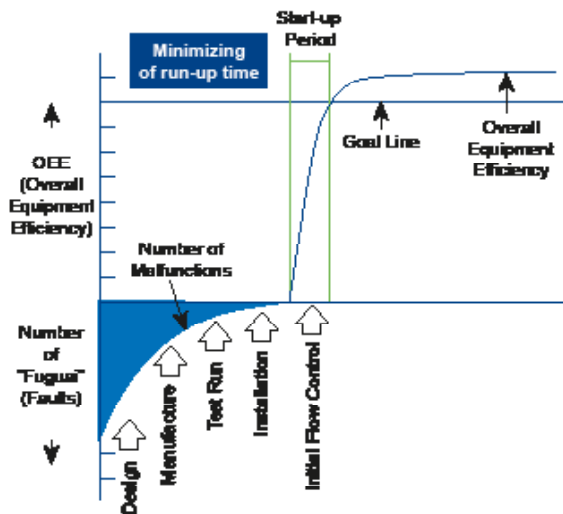 Start-up
Period
Minimizing
of run-up time
Goal Line
Overall
Equipment
Efficiency
OEE
(Overall
Equipment
Efficiency)
Number of
Malfunctions
Number
of
"Fuguai"
(Faults)
Design
Manufacture
Test Run
Installation
Initial Flow Control